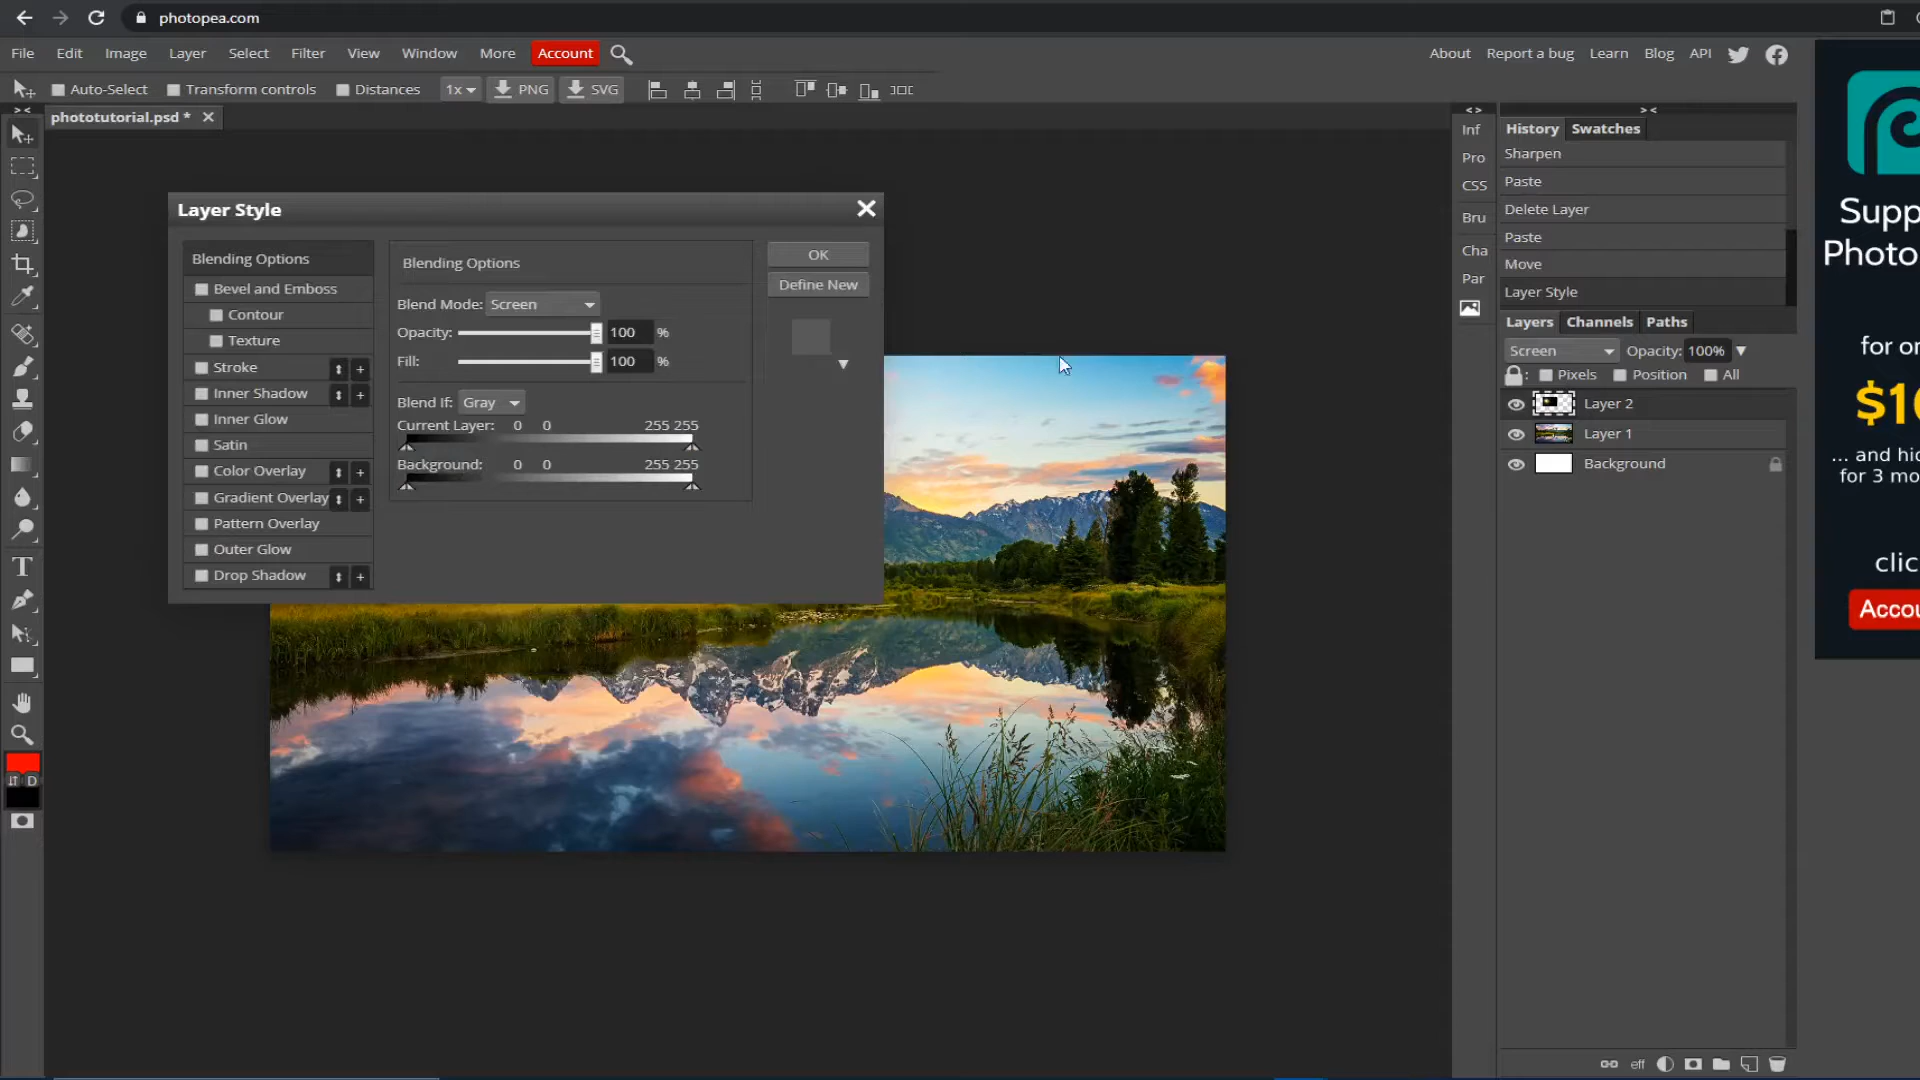 photopea.com
File Edit Image Layer Select Filter View Window More Account
About Report a bug Learn Blog API
Auto-Select Transform controls Distances 1x PNG SVG
phototutorial.psd *
Layer Style
Blending Options
Bevel and Emboss
Contour
Texture
Stroke
Inner Shadow
Inner Glow
Satin
Color Overlay
Gradient Overlay
Pattern Overlay
Outer Glow
Drop Shadow
Blending Options
Blend Mode: Screen
Opacity: 100 %
Fill: 100 %
Blend If: Gray
Current Layer: 0 0 255 255
Background: 0 0 255 255
OK
Define New
Inf
Pro
CSS
Bru
Cha
Par
History Swatches
Sharpen
Paste
Delete Layer
Paste
Move
Layer Style
Layers Channels Paths
Screen Opacity: 100%
Pixels Position All
Layer 2
Layer 1
Background
eff
D
Supp
Photo
for
$1
... and hi
for 3 mo
clic
Accou